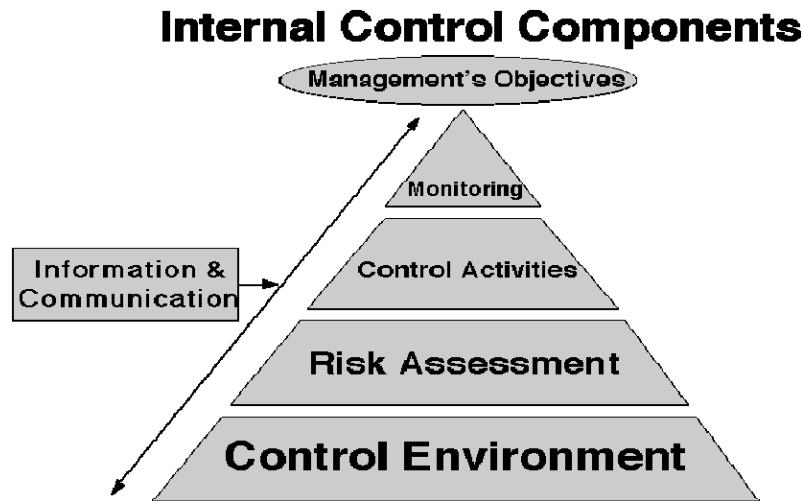 Internal Control Components
Management's Objectives
Monitoring
Control Activities
Information &
Communication
Risk Assessment
Control Environment